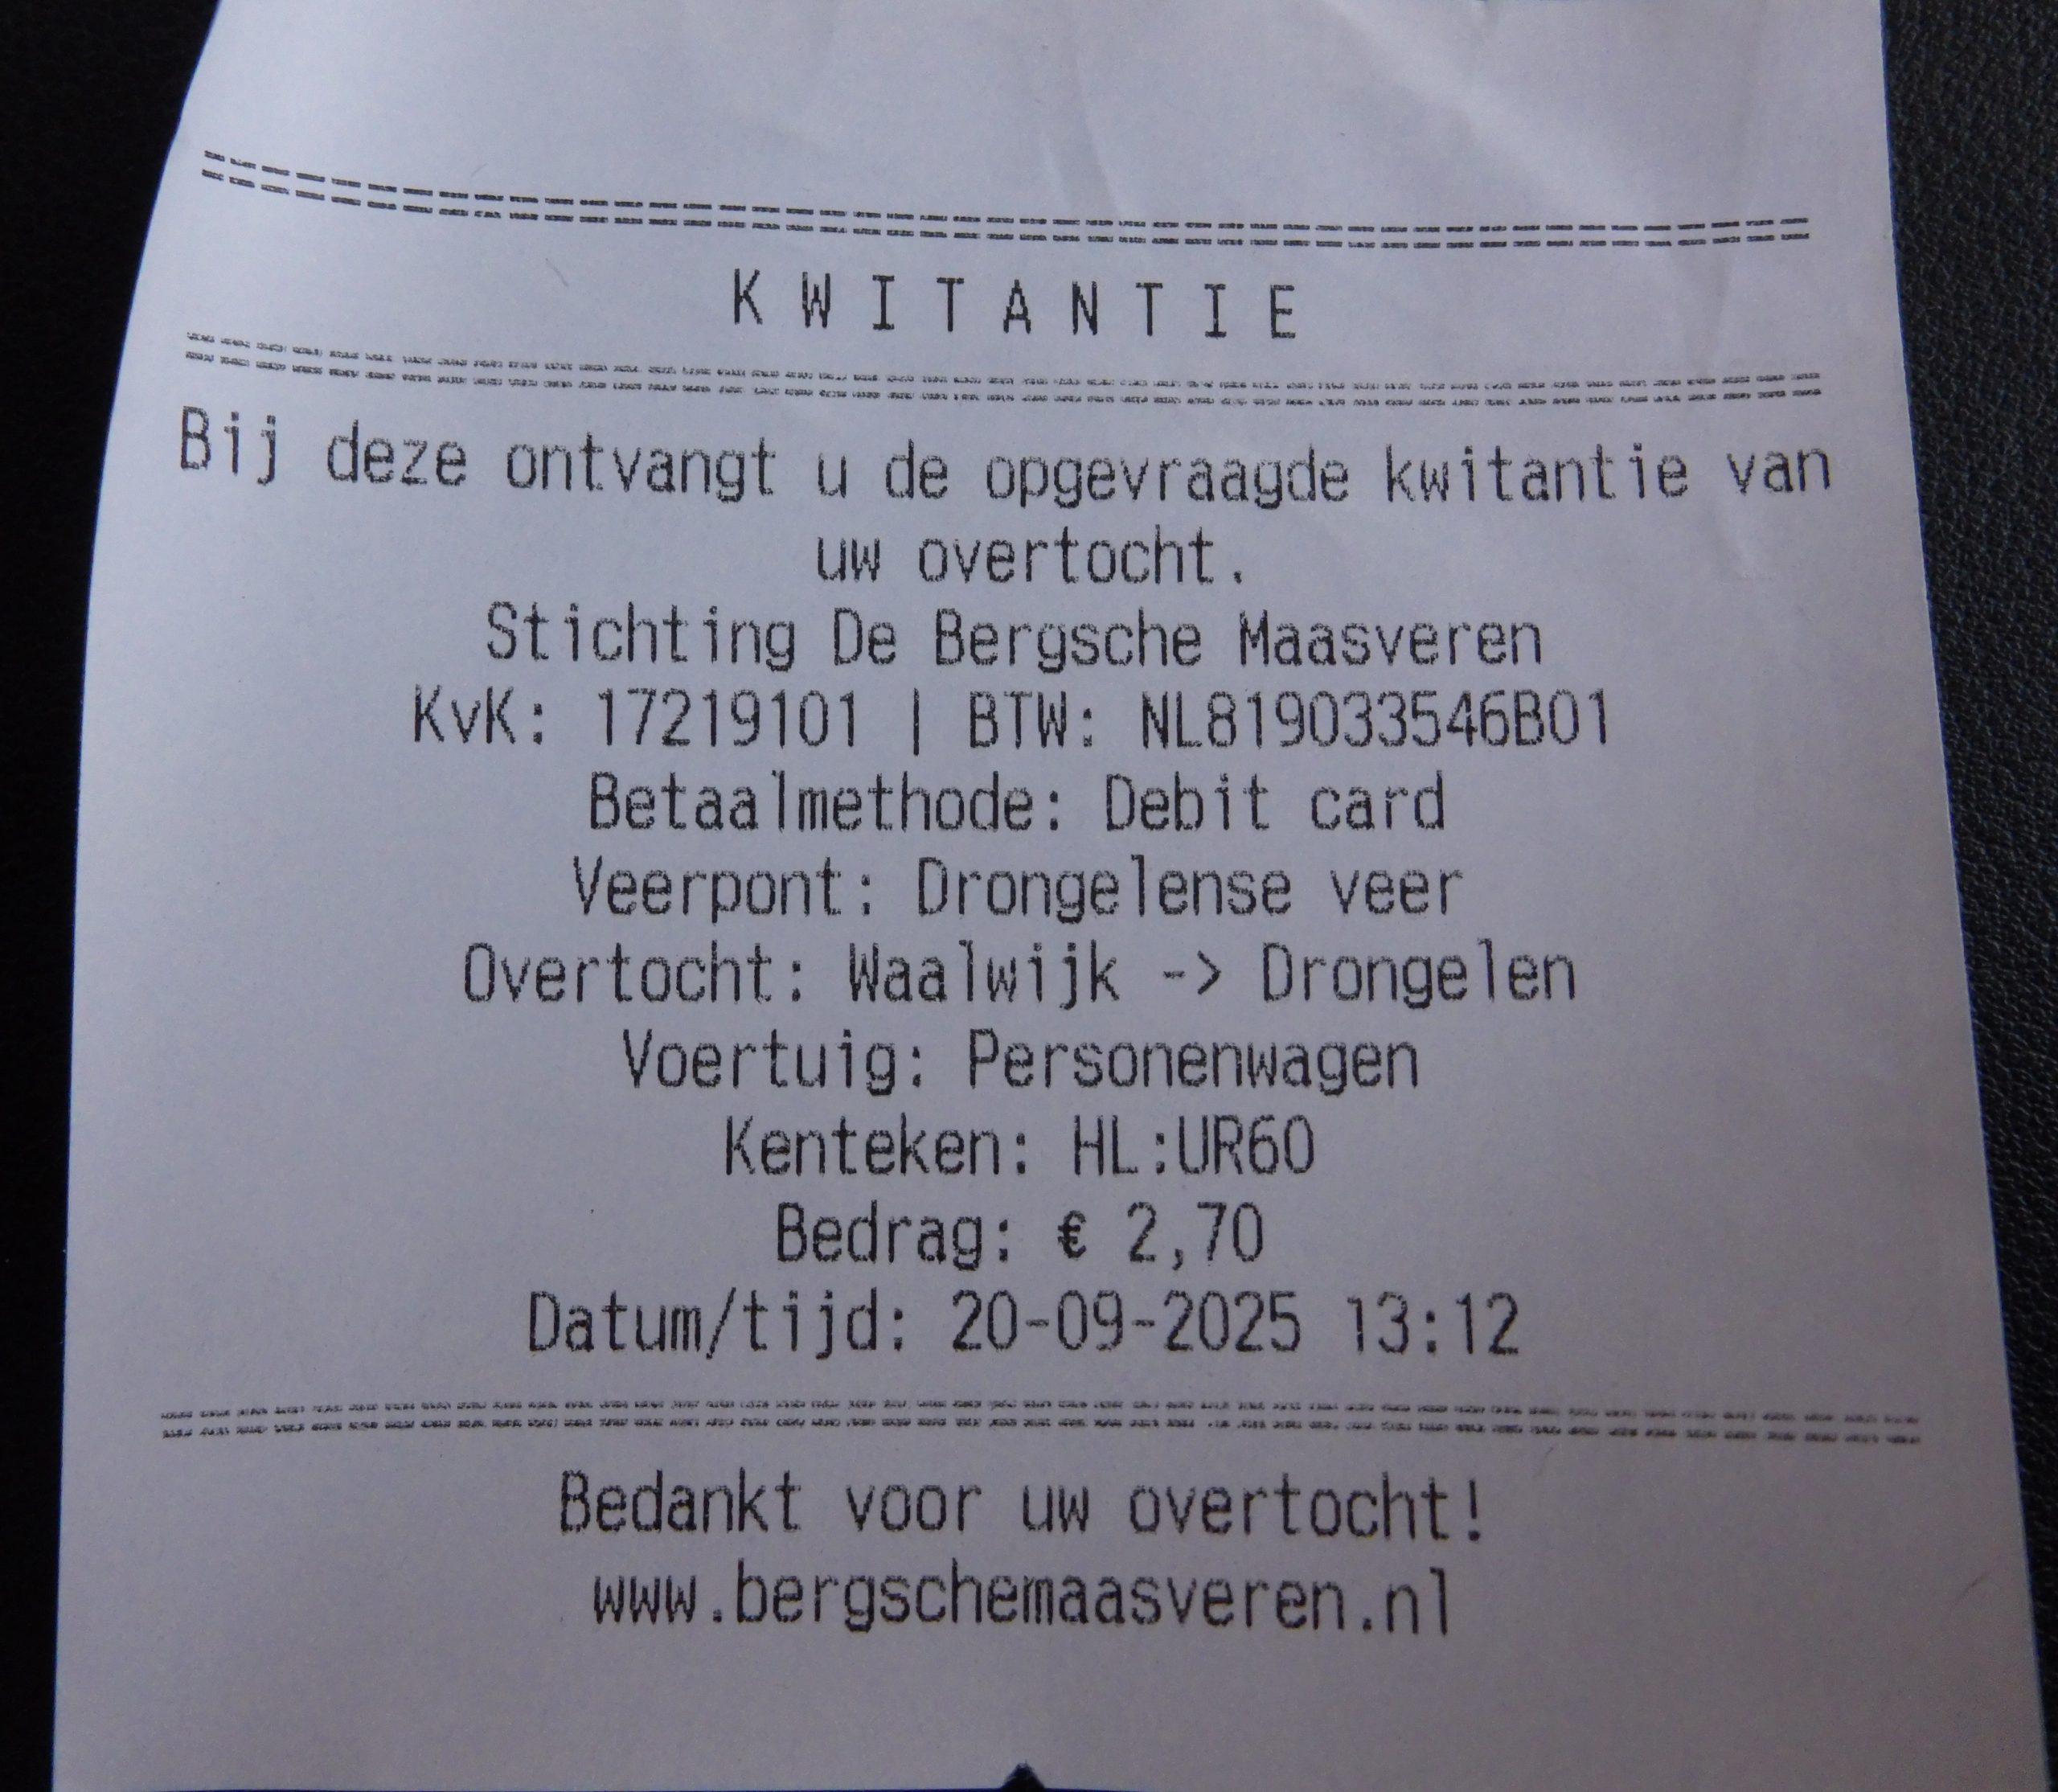 K W I T A N T I E
Bij deze ontvangt u de opgevraagde kwitantie van
uw overtocht.
Stichting De Bergsche Maasveren
KvK: 17219101 | BTW: NL819033546B01
Betaalmethode: Debit card
Veerpont: Drongelense veer
Overtocht: Waalwijk -> Drongelen
Voertuig: Personenwagen
Kenteken: HL:UR60
Bedrag: € 2,70
Datum/tijd: 20-09-2025 13:12
Bedankt voor uw overtocht!
www.bergschemaasveren.nl